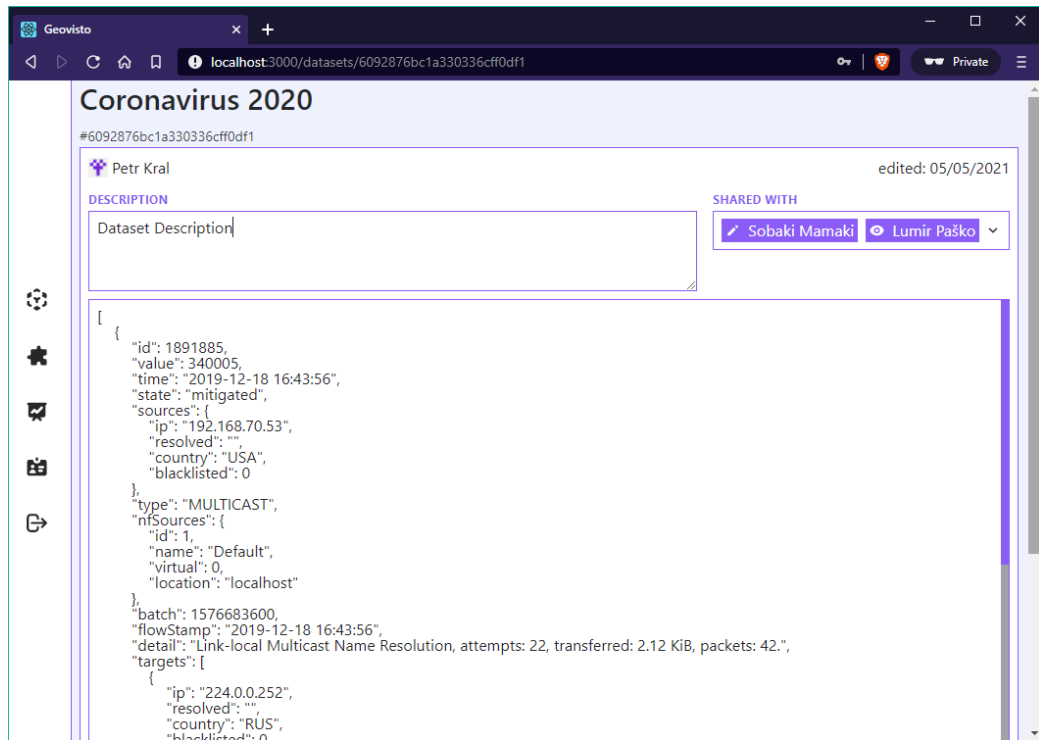 Geovisto
localhost:3000/datasets/6092876bc1a330336cff0df1
Private
Coronavirus 2020
#6092876bc1a330336cff0df1
Petr Kral
edited: 05/05/2021
DESCRIPTION
SHARED WITH
Dataset Description
Sobaki Mamaki
Lumir Paško
[
{
"id": 1891885,
"value": 340005,
"time": "2019-12-18 16:43:56",
"state": "mitigated",
"sources": {
"ip": "192.168.70.53",
"resolved": "",
"country": "USA",
"blacklisted": 0
},
"type": "MULTICAST",
"nfSources": {
"id": 1,
"name": "Default",
"virtual": 0,
"location": "localhost"
},
"batch": 1576683600,
"flowStamp": "2019-12-18 16:43:56",
"detail": "Link-local Multicast Name Resolution, attempts: 22, transferred: 2.12 KiB, packets: 42.",
"targets": [
{
"ip": "224.0.0.252",
"resolved": "",
"country": "RUS",
"blacklisted": 0